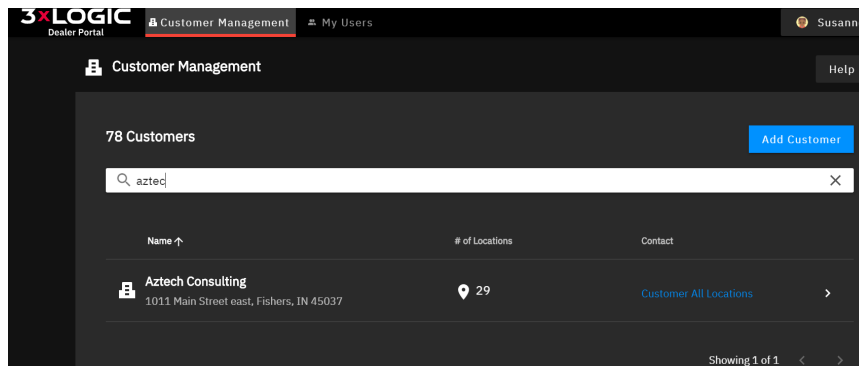 3xLOGIC
Dealer Portal
Customer Management
My Users
Susann
Customer Management
Help
78 Customers
Add Customer
aztec
Name
# of Locations
Contact
Aztech Consulting
1011 Main Street east, Fishers, IN 45037
29
Customer All Locations
Showing 1 of 1